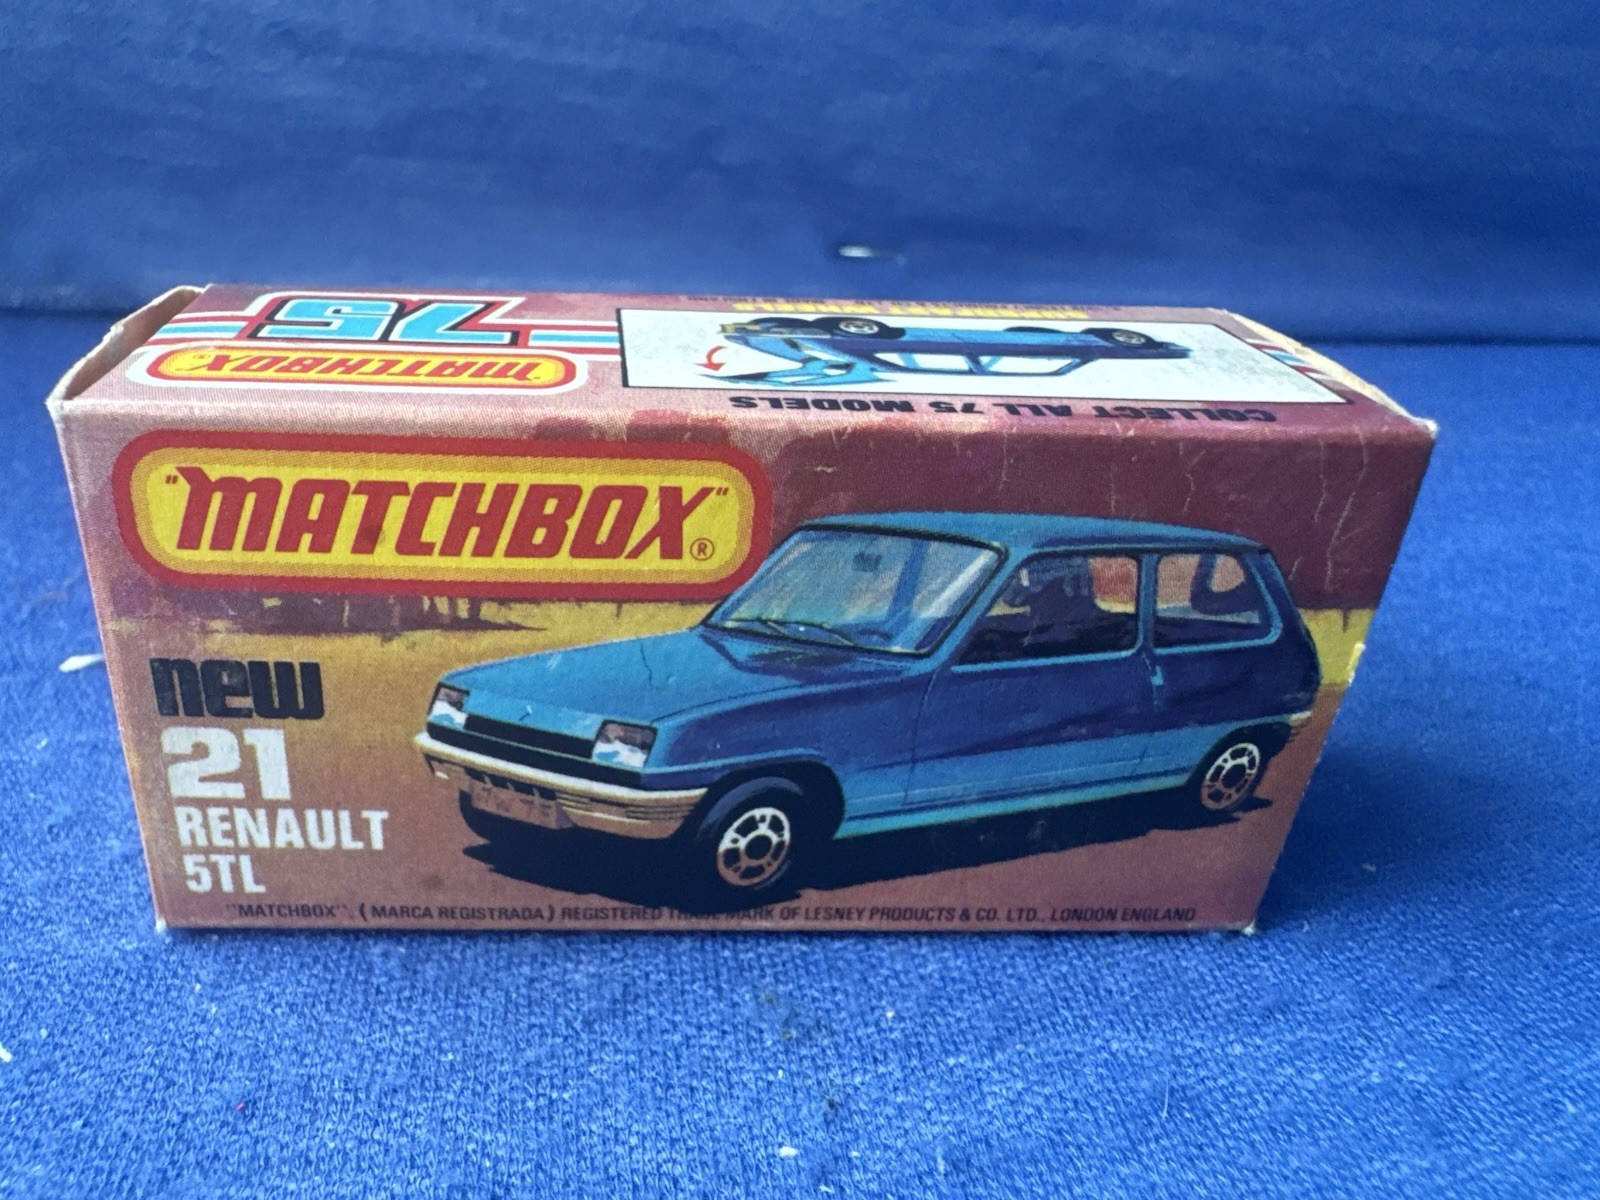 75
"MATCHBOX"®
COLLECT ALL 75 MODELS
"MATCHBOX"®
new
21
RENAULT
5TL
"MATCHBOX", (MARCA REGISTRADA) REGISTERED TRADE MARK OF LESNEY PRODUCTS & CO. LTD., LONDON ENGLAND